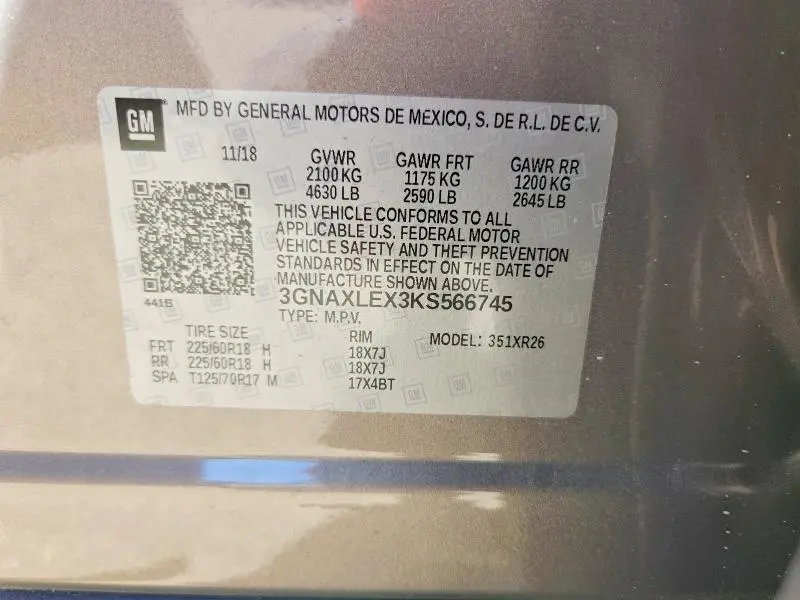 GM MFD BY GENERAL MOTORS DE MEXICO, S. DE R.L. DE C.V.
11/18 GVWR GAWR FRT GAWR RR
2100 KG 1175 KG 1200 KG
4630 LB 2590 LB 2645 LB
THIS VEHICLE CONFORMS TO ALL
APPLICABLE U.S. FEDERAL MOTOR
VEHICLE SAFETY AND THEFT PREVENTION
STANDARDS IN EFFECT ON THE DATE OF
MANUFACTURE SHOWN ABOVE.
441B 3GNAXLEX3KS566745
TYPE: M.P.V.
TIRE SIZE RIM MODEL: 351XR26
FRT 225/60R18 H 18X7J
RR 225/60R18 H 18X7J
SPA T125/70R17 M 17X4BT